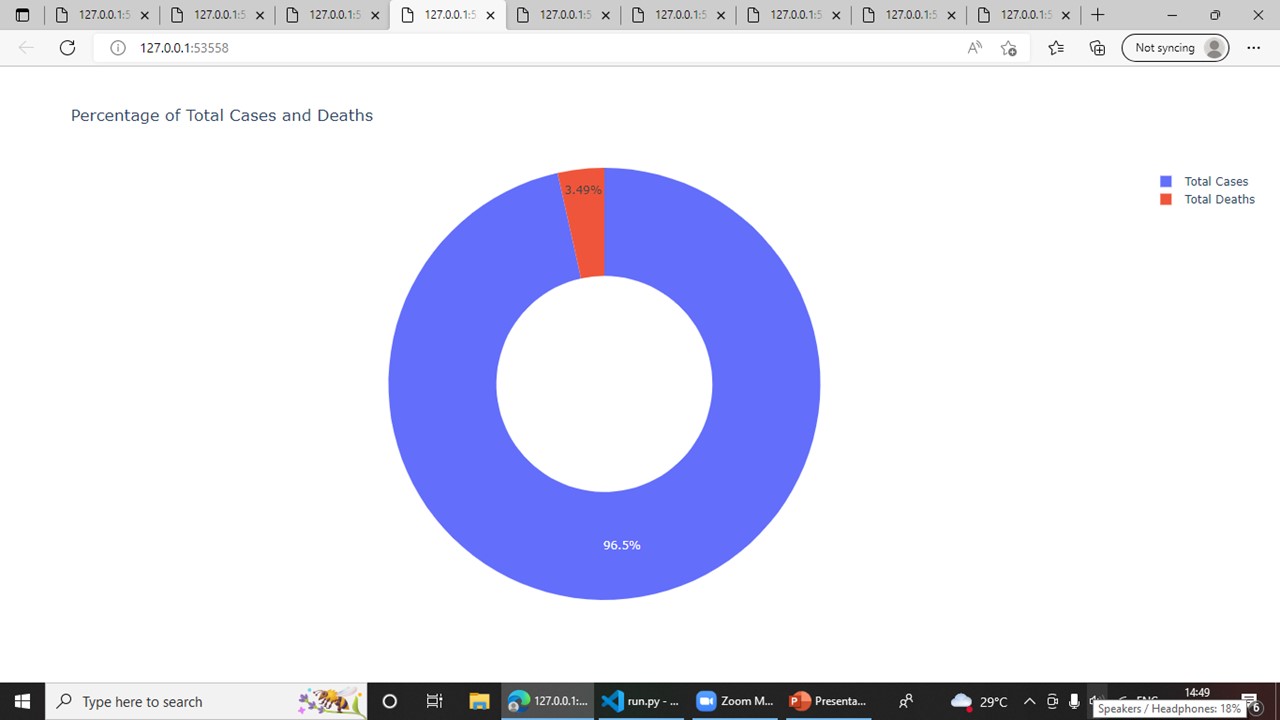 127.0.0.1:5 127.0.0.1:5 127.0.0.1:5 127.0.0.1:5 127.0.0.1:5 127.0.0.1:5 127.0.0.1:5 127.0.0.1:5 127.0.0.1:5
127.0.0.1:53558
Not syncing
Percentage of Total Cases and Deaths
3.49%
Total Cases
Total Deaths
96.5%
Type here to search
127.0.0.1:...
run.py - ...
Zoom M...
Presenta...
29°C
ENG
14:49
Speakers / Headphones: 18%
6